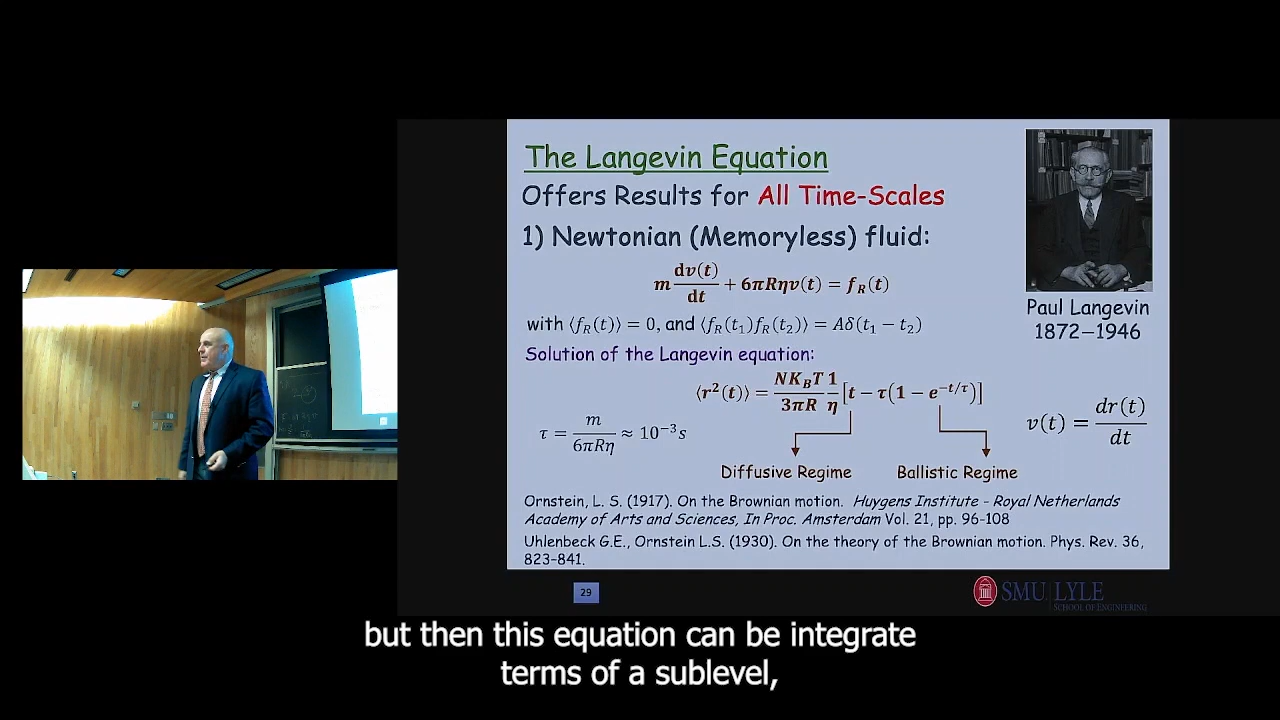 The Langevin Equation
Offers Results for All Time-Scales
1) Newtonian (Memoryless) fluid:
m dv(t)/dt + 6πRηv(t) = f_R(t)
with ⟨f_R(t)⟩ = 0, and ⟨f_R(t₁)f_R(t₂)⟩ = Aδ(t₁ − t₂)
Solution of the Langevin equation:
⟨r²(t)⟩ = NK_BT/3πR 1/η [t − τ(1 − e^(−t/τ))]
τ = m/6πRη ≈ 10⁻³s
v(t) = dr(t)/dt
Diffusive Regime
Ballistic Regime
Ornstein, L. S. (1917). On the Brownian motion. Huygens Institute - Royal Netherlands
Academy of Arts and Sciences, In Proc. Amsterdam Vol. 21, pp. 96-108
Uhlenbeck G.E., Ornstein L.S. (1930). On the theory of the Brownian motion. Phys. Rev. 36,
823–841.
Paul Langevin
1872–1946
29
SMU LYLE
SCHOOL OF ENGINEERING
but then this equation can be integrate
terms of a sublevel,